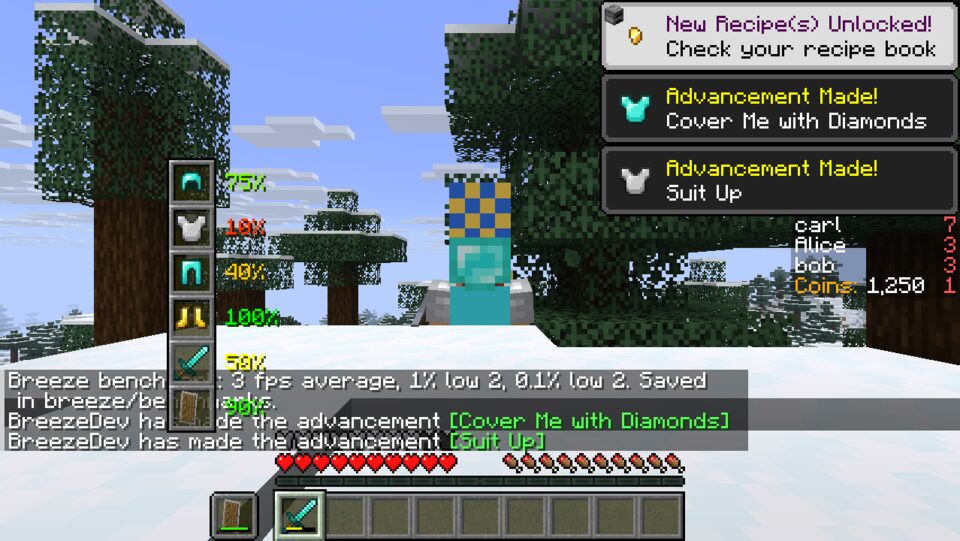 New Recipe(s) Unlocked!
Check your recipe book
Advancement Made!
Cover Me with Diamonds
Advancement Made!
Suit Up
carl 7
Alice 3
bob 3
Coins: 1,250 1
75%
10%
40%
100%
50%
90%
Breeze bench : 3 fps average, 1% low 2, 0.1% low 2. Saved
in breeze/be arks.
BreezeDev ha de the advancement [Cover Me with Diamonds]
BreezeDev has made the advancement [Suit Up]